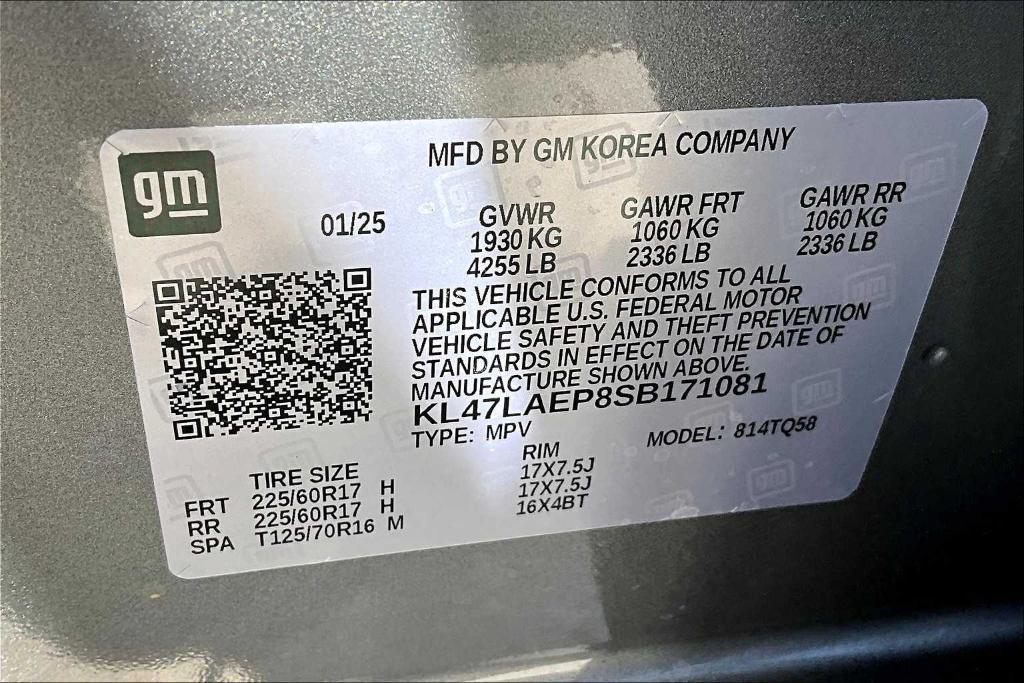 gm
MFD BY GM KOREA COMPANY
01/25
GVWR GAWR FRT GAWR RR
1930 KG 1060 KG 1060 KG
4255 LB 2336 LB 2336 LB
THIS VEHICLE CONFORMS TO ALL
APPLICABLE U.S. FEDERAL MOTOR
VEHICLE SAFETY AND THEFT PREVENTION
STANDARDS IN EFFECT ON THE DATE OF
MANUFACTURE SHOWN ABOVE.
KL47LAEP8SB171081
TYPE: MPV MODEL: 814TQ58
TIRE SIZE RIM
FRT 225/60R17 H 17X7.5J
RR 225/60R17 H 17X7.5J
SPA T125/70R16 M 16X4BT